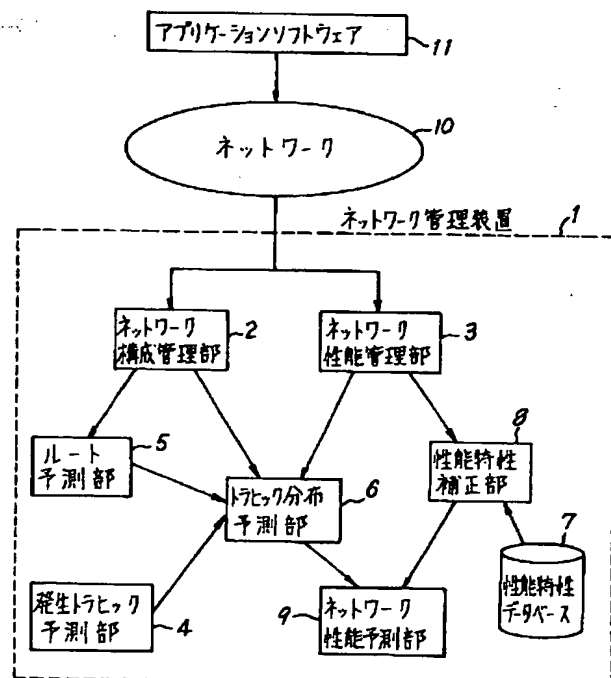 アプリケーションソフトウェア
11
ネットワーク
10
ネットワーク管理装置
1
ネットワーク
構成管理部
2
ネットワーク
性能管理部
3
ルート
予測部
5
トラヒック分布
予測部
6
性能特性
補正部
8
7
性能特性
データベース
発生トラヒック
予測部
4
9
ネットワーク
性能予測部